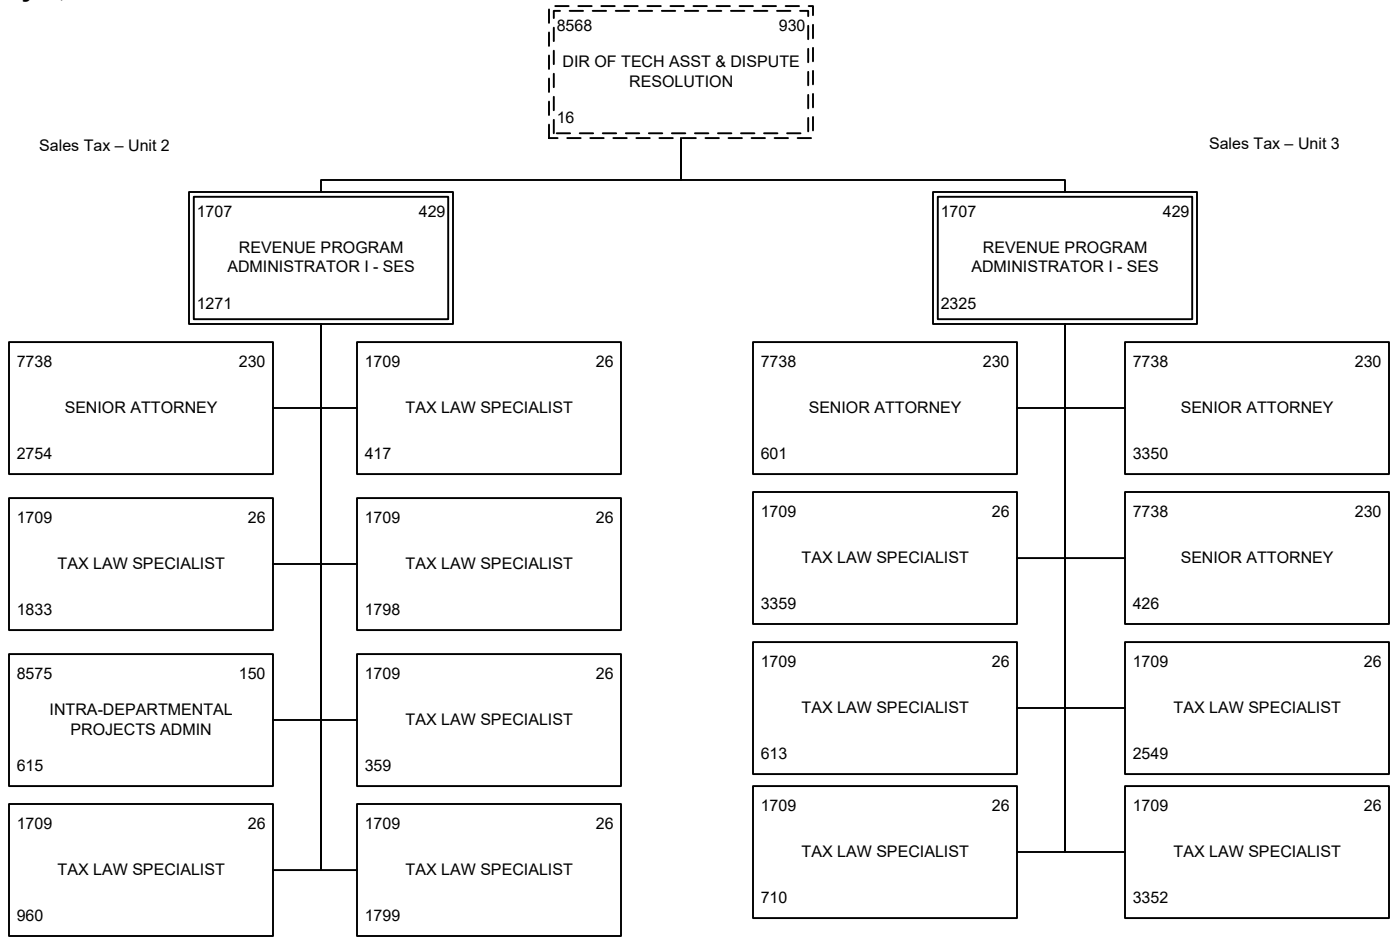 8568 930
DIR OF TECH ASST & DISPUTE
RESOLUTION
16
Sales Tax – Unit 2
Sales Tax – Unit 3
1707 429
REVENUE PROGRAM
ADMINISTRATOR I - SES
1271
1707 429
REVENUE PROGRAM
ADMINISTRATOR I - SES
2325
7738 230
SENIOR ATTORNEY
2754
1709 26
TAX LAW SPECIALIST
417
1709 26
TAX LAW SPECIALIST
1833
1709 26
TAX LAW SPECIALIST
1798
8575 150
INTRA-DEPARTMENTAL
PROJECTS ADMIN
615
1709 26
TAX LAW SPECIALIST
359
1709 26
TAX LAW SPECIALIST
960
1709 26
TAX LAW SPECIALIST
1799
7738 230
SENIOR ATTORNEY
601
7738 230
SENIOR ATTORNEY
3350
1709 26
TAX LAW SPECIALIST
3359
7738 230
SENIOR ATTORNEY
426
1709 26
TAX LAW SPECIALIST
613
1709 26
TAX LAW SPECIALIST
2549
1709 26
TAX LAW SPECIALIST
710
1709 26
TAX LAW SPECIALIST
3352